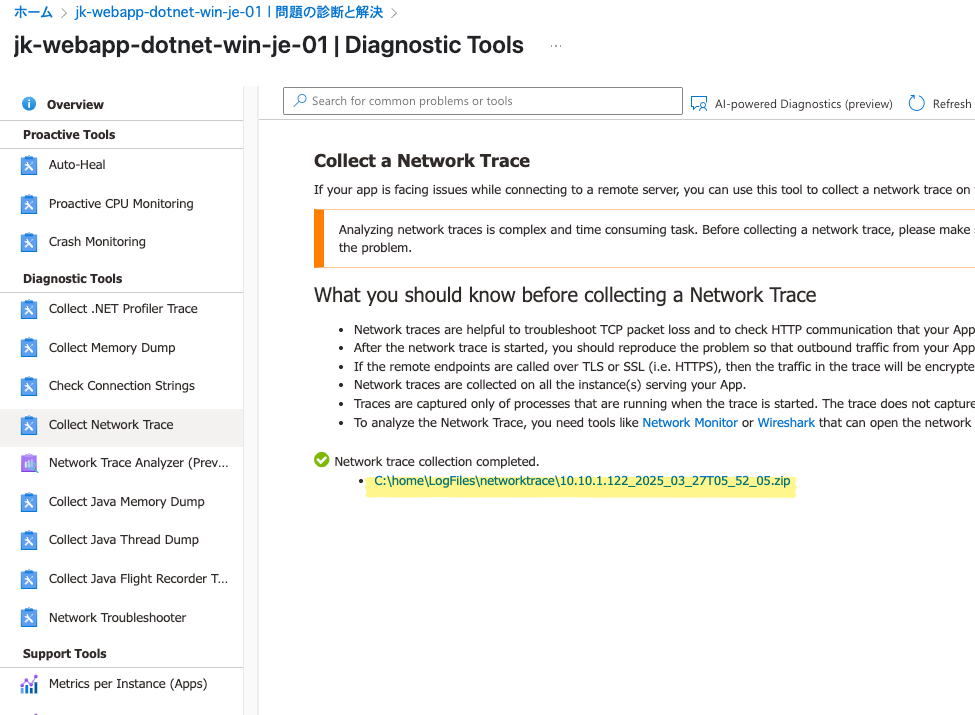 ホーム > jk-webapp-dotnet-win-je-01 | 問題の診断と解決 >
jk-webapp-dotnet-win-je-01 | Diagnostic Tools ...
Overview
Proactive Tools
Auto-Heal
Proactive CPU Monitoring
Crash Monitoring
Diagnostic Tools
Collect .NET Profiler Trace
Collect Memory Dump
Check Connection Strings
Collect Network Trace
Network Trace Analyzer (Prev...
Collect Java Memory Dump
Collect Java Thread Dump
Collect Java Flight Recorder T...
Network Troubleshooter
Support Tools
Metrics per Instance (Apps)
Search for common problems or tools
AI-powered Diagnostics (preview)
Refresh
Collect a Network Trace
If your app is facing issues while connecting to a remote server, you can use this tool to collect a network trace on
Analyzing network traces is complex and time consuming task. Before collecting a network trace, please make
the problem.
What you should know before collecting a Network Trace
• Network traces are helpful to troubleshoot TCP packet loss and to check HTTP communication that your App
• After the network trace is started, you should reproduce the problem so that outbound traffic from your App
• If the remote endpoints are called over TLS or SSL (i.e. HTTPS), then the traffic in the trace will be encrypte
• Network traces are collected on all the instance(s) serving your App.
• Traces are captured only of processes that are running when the trace is started. The trace does not capture
• To analyze the Network Trace, you need tools like Network Monitor or Wireshark that can open the network
Network trace collection completed.
• C:\home\LogFiles\networktrace\10.10.1.122_2025_03_27T05_52_05.zip